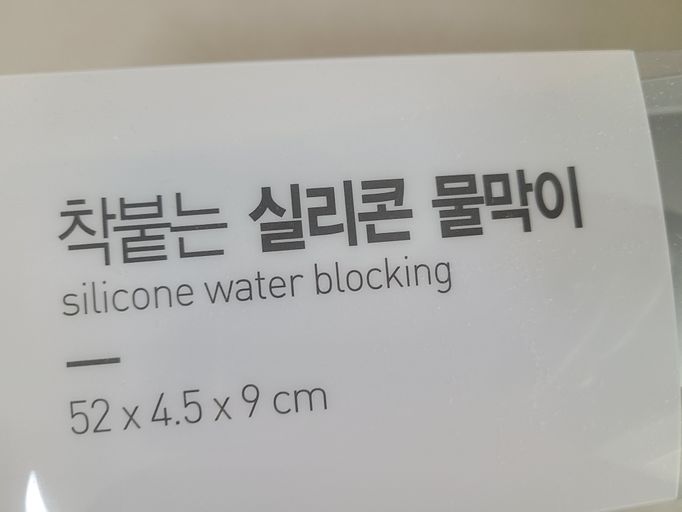 착붙는 실리콘 물막이
silicone water blocking
52 x 4.5 x 9 cm